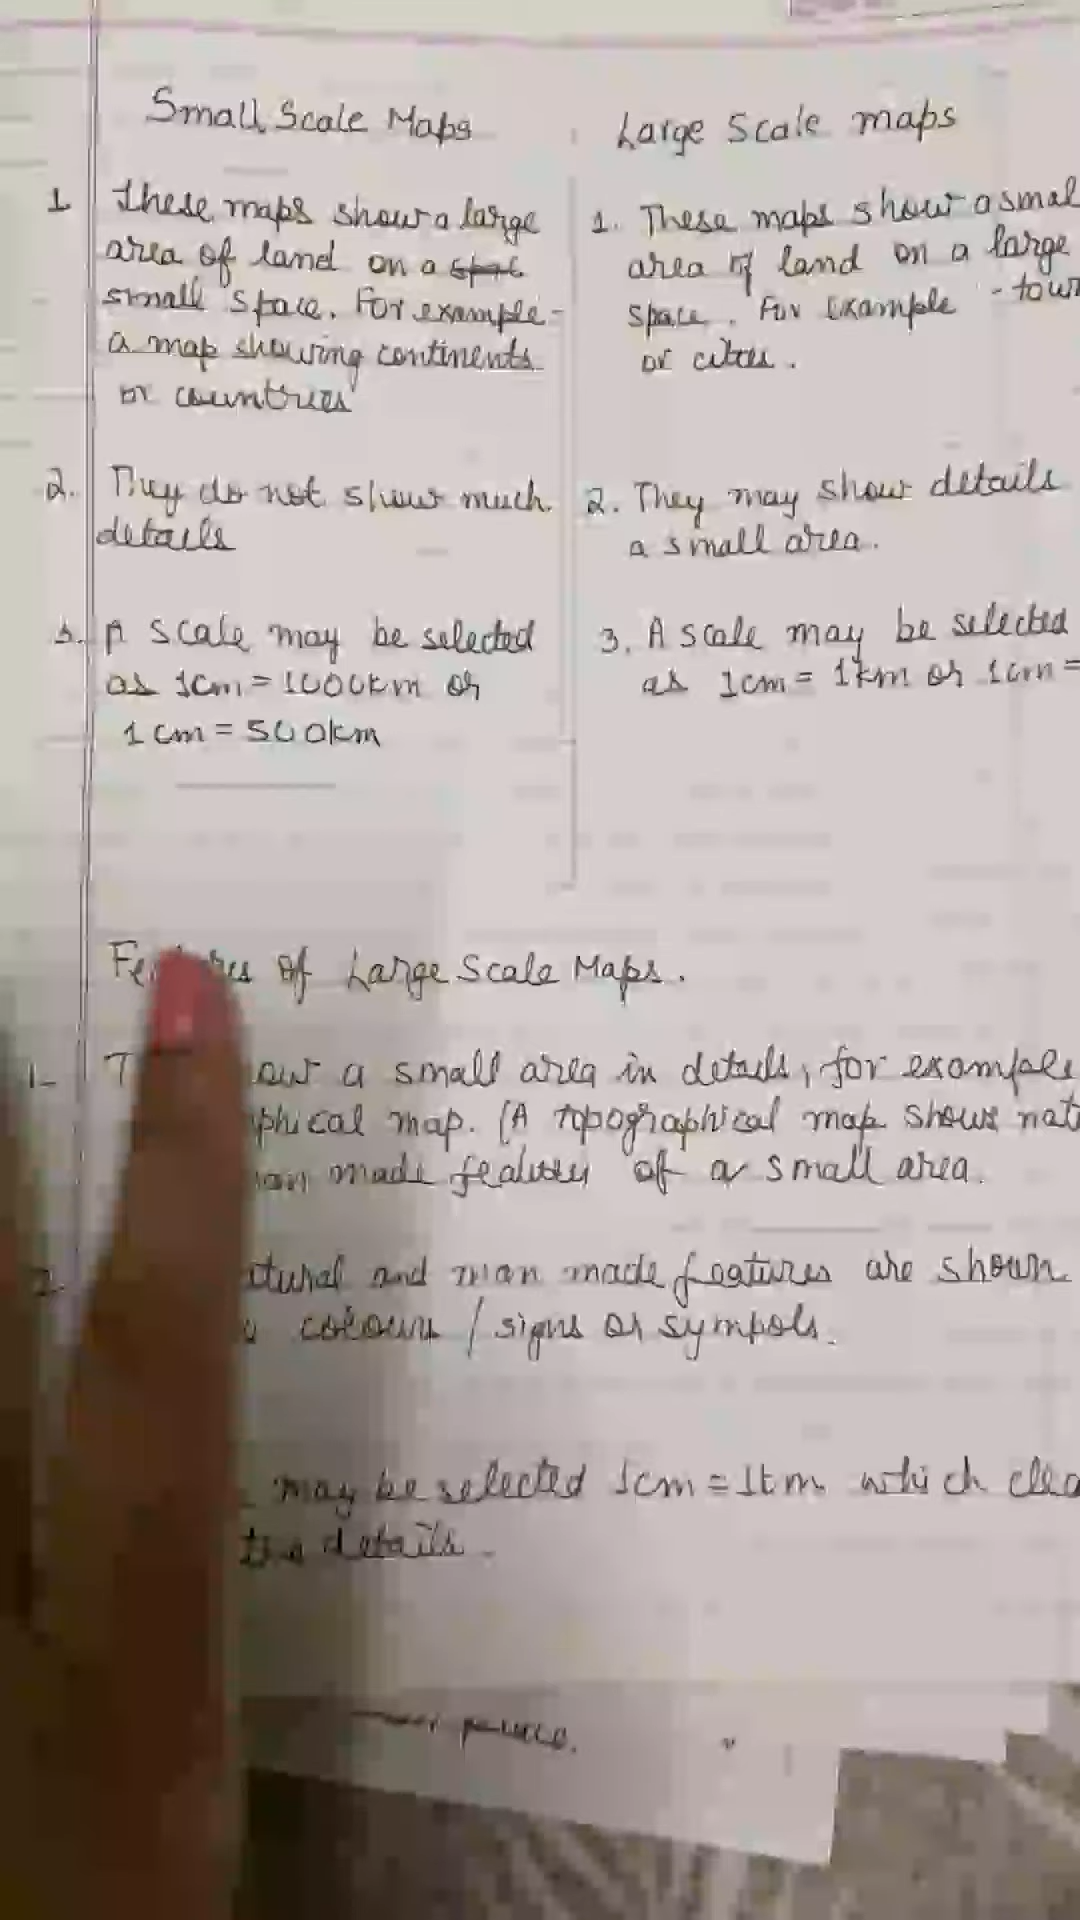 Small Scale Maps
1 These maps show a large
area of land on a
small space. For example -
a map showing continents
or countries
2. They do not show much
details
3. A scale may be selected
as 1cm = 1000km or
1 cm = 500km
Large Scale maps
1. These maps show a smal
area of land on a large
space. For Example - town
or cities.
2. They may show details
a small area.
3. A scale may be selected
as 1cm = 1km or 1cm =
of Large Scale Maps.
1- a small area in details, for example
map. (A topographical map shows
made features of a small area.
2. and man made features are shown
colours / signs or symbols.
may be selected 1cm = 1km which
the details.